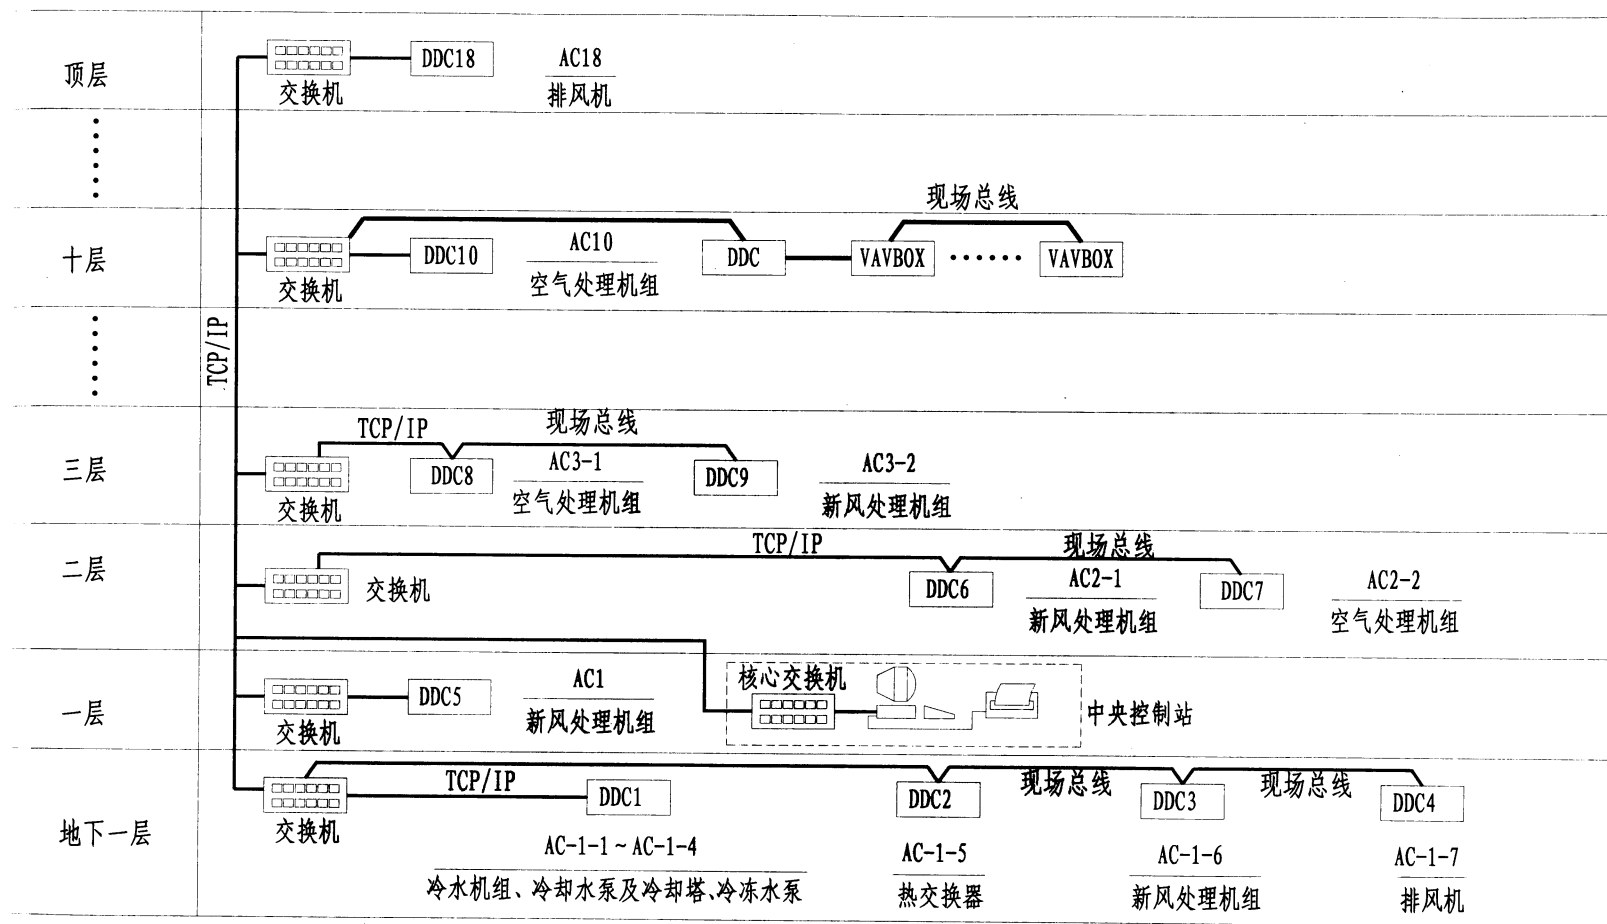 顶层
交换机
DDC18
AC18
排风机
现场总线
十层
交换机
DDC10
AC10
空气处理机组
DDC
VAVBOX
VAVBOX
TCP/IP
三层
交换机
TCP/IP
DDC8
现场总线
AC3-1
空气处理机组
DDC9
AC3-2
新风处理机组
二层
交换机
TCP/IP
DDC6
现场总线
AC2-1
新风处理机组
DDC7
AC2-2
空气处理机组
一层
交换机
DDC5
AC1
新风处理机组
核心交换机
中央控制站
地下一层
交换机
TCP/IP
DDC1
AC-1-1~AC-1-4
冷水机组、冷却水泵及冷却塔、冷冻水泵
DDC2
AC-1-5
热交换器
现场总线
DDC3
AC-1-6
新风处理机组
现场总线
DDC4
AC-1-7
排风机